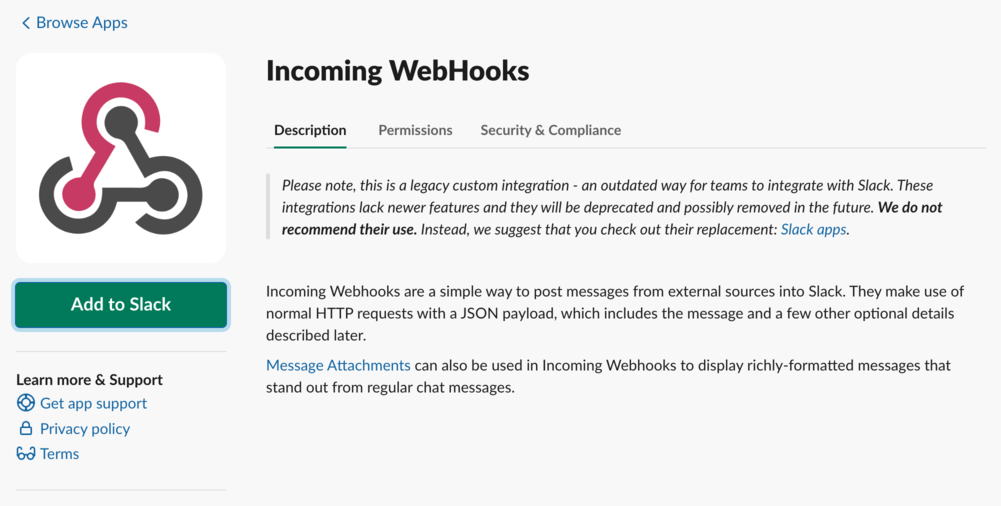 Browse Apps
Incoming WebHooks
Description Permissions Security & Compliance
Please note, this is a legacy custom integration - an outdated way for teams to integrate with Slack. These
integrations lack newer features and they will be deprecated and possibly removed in the future. We do not
recommend their use. Instead, we suggest that you check out their replacement: Slack apps.
Add to Slack
Incoming Webhooks are a simple way to post messages from external sources into Slack. They make use of
normal HTTP requests with a JSON payload, which includes the message and a few other optional details
described later.
Message Attachments can also be used in Incoming Webhooks to display richly-formatted messages that
stand out from regular chat messages.
Learn more & Support
Get app support
Privacy policy
Terms